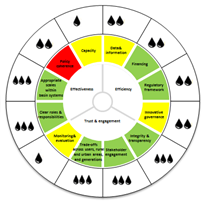 Capacity
Data&
information
Financing
Regulatory
framework
Innovative
governance
Integrity &
transparency
Stakeholder
engagement
Trade-offs
across users, rural
and urban areas,
and generations
Monitoring&
evaluation
Clear roles &
responsibilities
Appropriate
scales
within
basin systems
Policy
coherence
Effectiveness
Efficiency
Trust & engagement